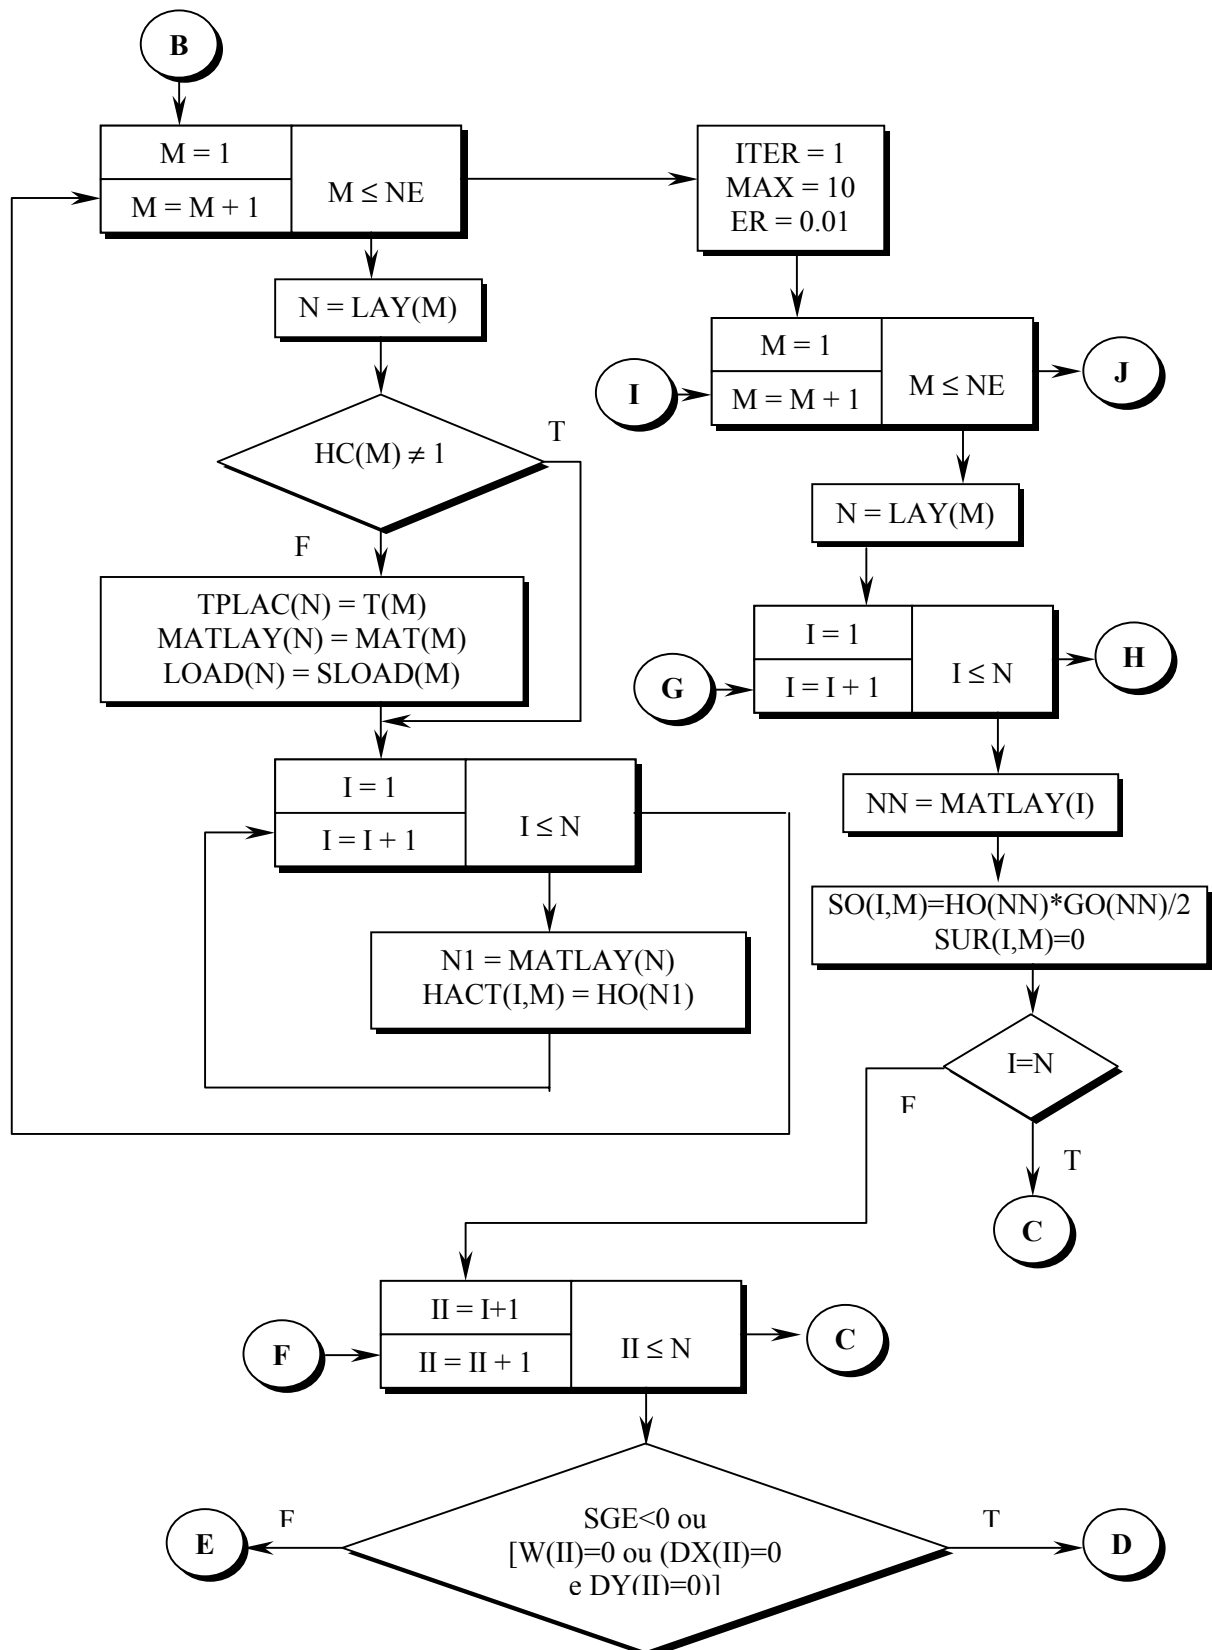 B
M = 1
M = M + 1
M ≤ NE
N = LAY(M)
HC(M) ≠ 1
T
F
TPLAC(N) = T(M)
MATLAY(N) = MAT(M)
LOAD(N) = SLOAD(M)
I = 1
I = I + 1
I ≤ N
N1 = MATLAY(N)
HACT(I,M) = HO(N1)
ITER = 1
MAX = 10
ER = 0.01
I
M = 1
M = M + 1
M ≤ NE
J
N = LAY(M)
G
I = 1
I = I + 1
I ≤ N
H
NN = MATLAY(I)
SO(I,M)=HO(NN)*GO(NN)/2
SUR(I,M)=0
I=N
F
T
C
F
II = I+1
II = II + 1
II ≤ N
C
SGE<0 ou
[W(II)=0 ou (DX(II)=0
e DY(II)=0)]
F
E
T
D